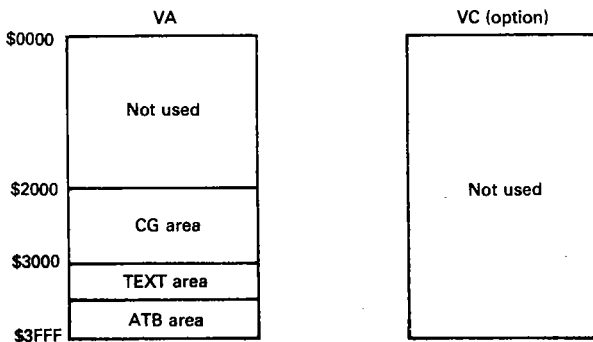 VA
VC (option)
$0000
Not used
$2000
Not used
CG area
$3000
TEXT area
ATB area
$3FFF